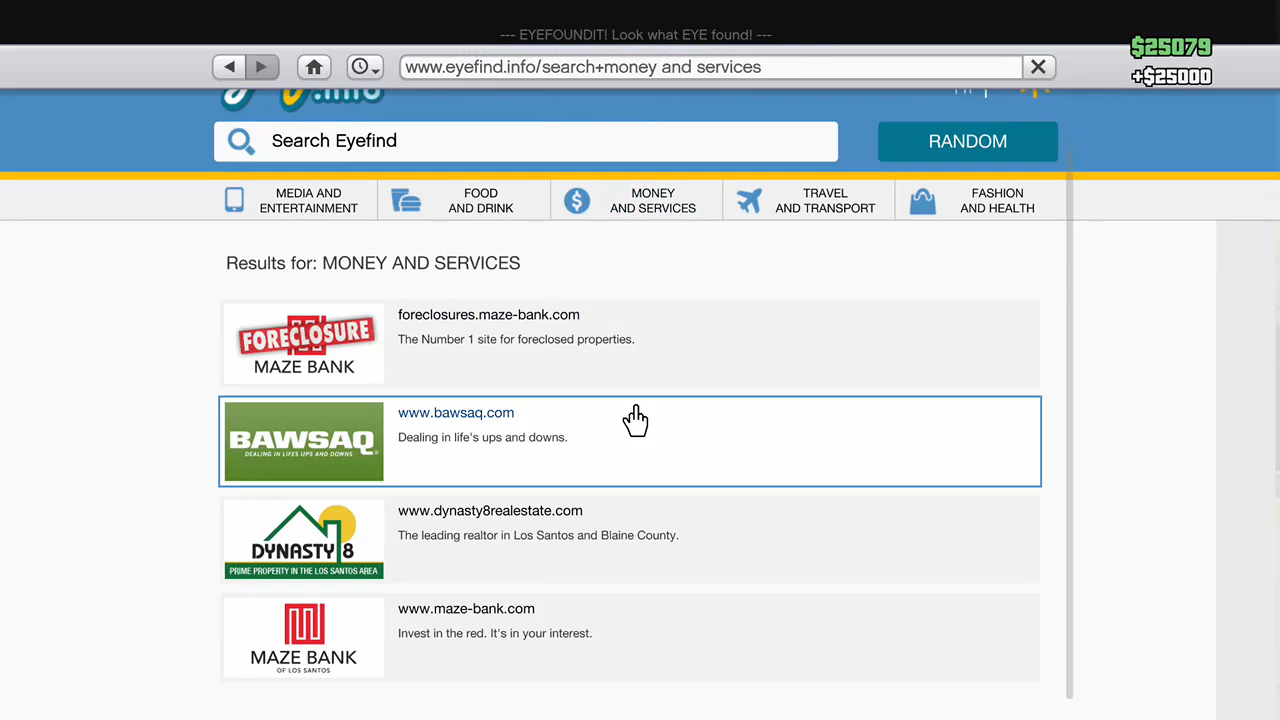 --- EYEFOUNDIT! Look what EYE found! ---
$25079
www.eyefind.info/search+money and services
+$25000
.info
Search Eyefind
RANDOM
MEDIA AND
ENTERTAINMENT
FOOD
AND DRINK
MONEY
AND SERVICES
TRAVEL
AND TRANSPORT
FASHION
AND HEALTH
Results for: MONEY AND SERVICES
FORECLOSURE
MAZE BANK
foreclosures.maze-bank.com
The Number 1 site for foreclosed properties.
BAWSAQ
DEALING IN LIFE'S UPS AND DOWNS
www.bawsaq.com
Dealing in life's ups and downs.
DYNASTY 8
PRIME PROPERTY IN THE LOS SANTOS AREA
www.dynasty8realestate.com
The leading realtor in Los Santos and Blaine County.
MAZE BANK
OF LOS SANTOS
www.maze-bank.com
Invest in the red. It's in your interest.